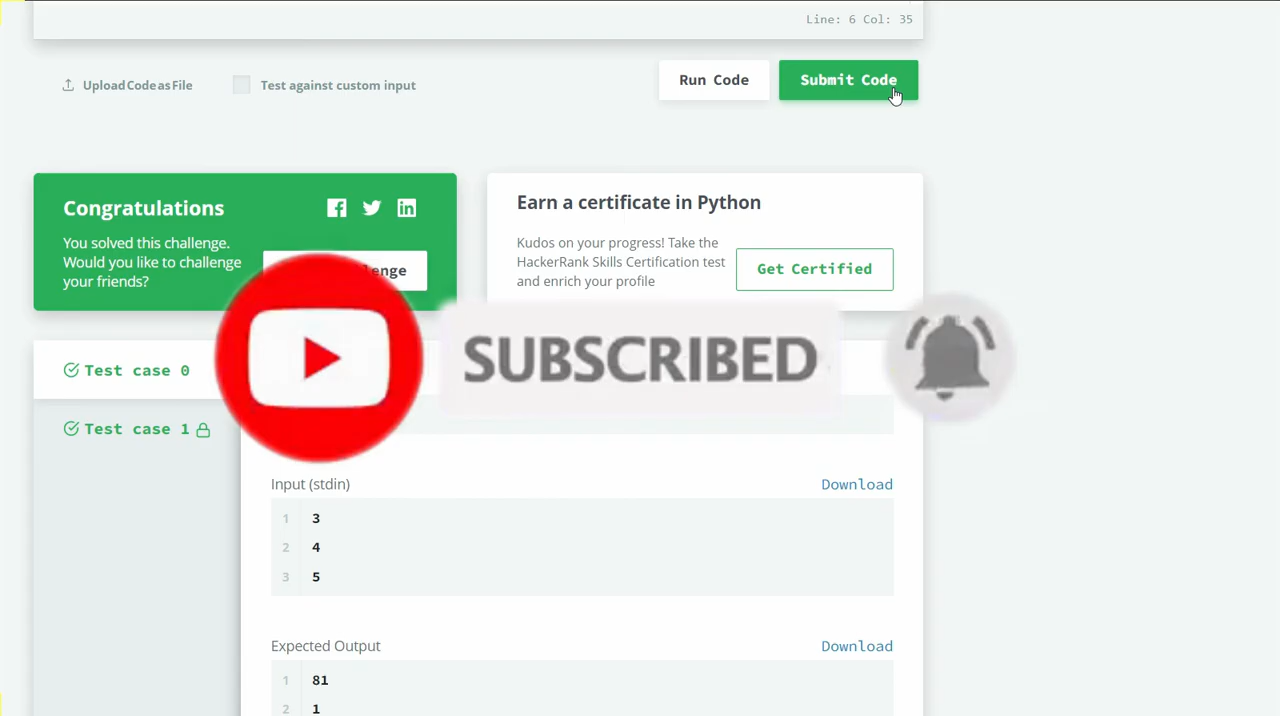 Line: 6 Col: 35
Upload Code as File
Test against custom input
Run Code
Submit Code
Congratulations
You solved this challenge.
Would you like to challenge
your friends?
enge
Earn a certificate in Python
Kudos on your progress! Take the
HackerRank Skills Certification test
and enrich your profile
Get Certified
SUBSCRIBED
Test case 0
Test case 1
Input (stdin)
Download
1 3
2 4
3 5
Expected Output
Download
1 81
2 1